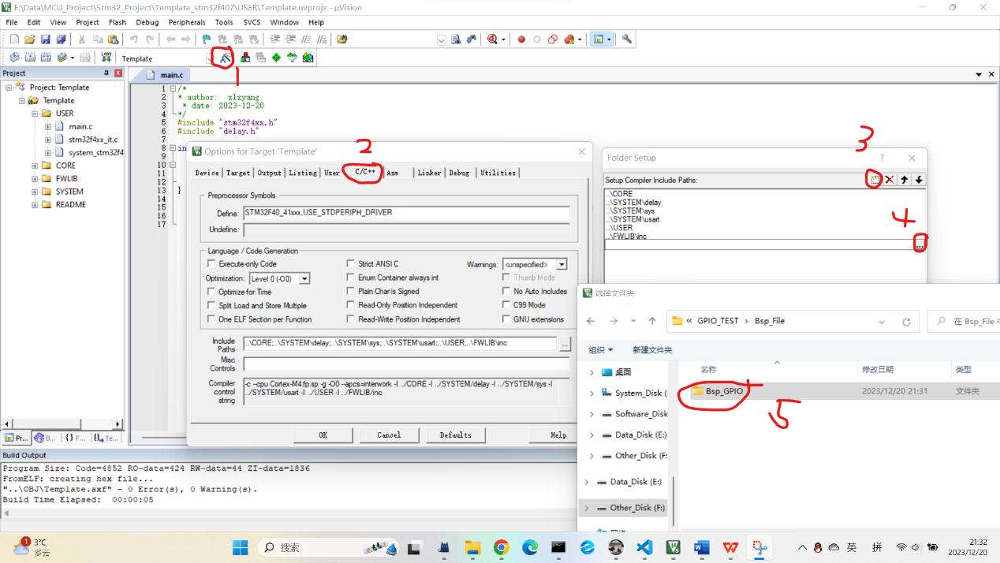 E:\Data\MCU_Project\Stm32_Project\Template_stm32f407\USER\Template.uvprojx - µVision
File Edit View Project Flash Debug Peripherals Tools SVCS Window Help
LOAD
Template
1
Project
Project: Template
Template
USER
main.c
stm32f4xx_it.c
system_stm32f4
CORE
FWLIB
SYSTEM
README
Pr... B... {} F... Te...
main.c
1 /*
2 * author: zlzyang
3 * date: 2023-12-20
4 */
5 #include "stm32f4xx.h"
6 #include "delay.h"
7
8 in
9
10
11
12
13 }
14
15
16
17
Options for Target 'Template'
2
Device Target Output Listing User C/C++ Asm Linker Debug Utilities
Preprocessor Symbols
Define: STM32F40_41xxx,USE_STDPERIPH_DRIVER
Undefine:
Language / Code Generation
Execute-only Code Strict ANSI C Warnings: <unspecified>
Optimization: Level 0 (-O0) Enum Container always int Thumb Mode
Optimize for Time Plain Char is Signed No Auto Includes
Split Load and Store Multiple Read-Only Position Independent C99 Mode
One ELF Section per Function Read-Write Position Independent GNU extensions
Include Paths ..\CORE;..\SYSTEM\delay;..\SYSTEM\sys;..\SYSTEM\usart;..\USER;..\FWLIB\inc ...
Misc Controls
Compiler control string -c --cpu Cortex-M4.fp.sp -g -O0 --apcs=interwork -I ../CORE -I ../SYSTEM/delay -I ../SYSTEM/sys -I
../SYSTEM/usart -I ../USER -I ../FWLIB/inc
OK Cancel Defaults Help
3
Folder Setup ?
Setup Compiler Include Paths:
..\CORE
..\SYSTEM\delay
..\SYSTEM\sys
..\SYSTEM\usart
..\USER
..\FWLIB\inc
...
4
选择文件夹
« GPIO_TEST › Bsp_File
在 Bsp_File
组织 新建文件夹
桌面
System_Disk (
Software_Disk
Data_Disk (E:)
Other_Disk (F:
Data_Disk (E:)
Other_Disk (F:)
名称 修改日期 类型
Bsp_GPIO 2023/12/20 21:31 文件夹
5
Build Output
Program Size: Code=4852 RO-data=424 RW-data=44 ZI-data=1836
FromELF: creating hex file...
"..\OBJ\Template.axf" - 0 Error(s), 0 Warning(s).
Build Time Elapsed: 00:00:05
1
3°C
多云
搜索
英 拼
21:32
2023/12/20